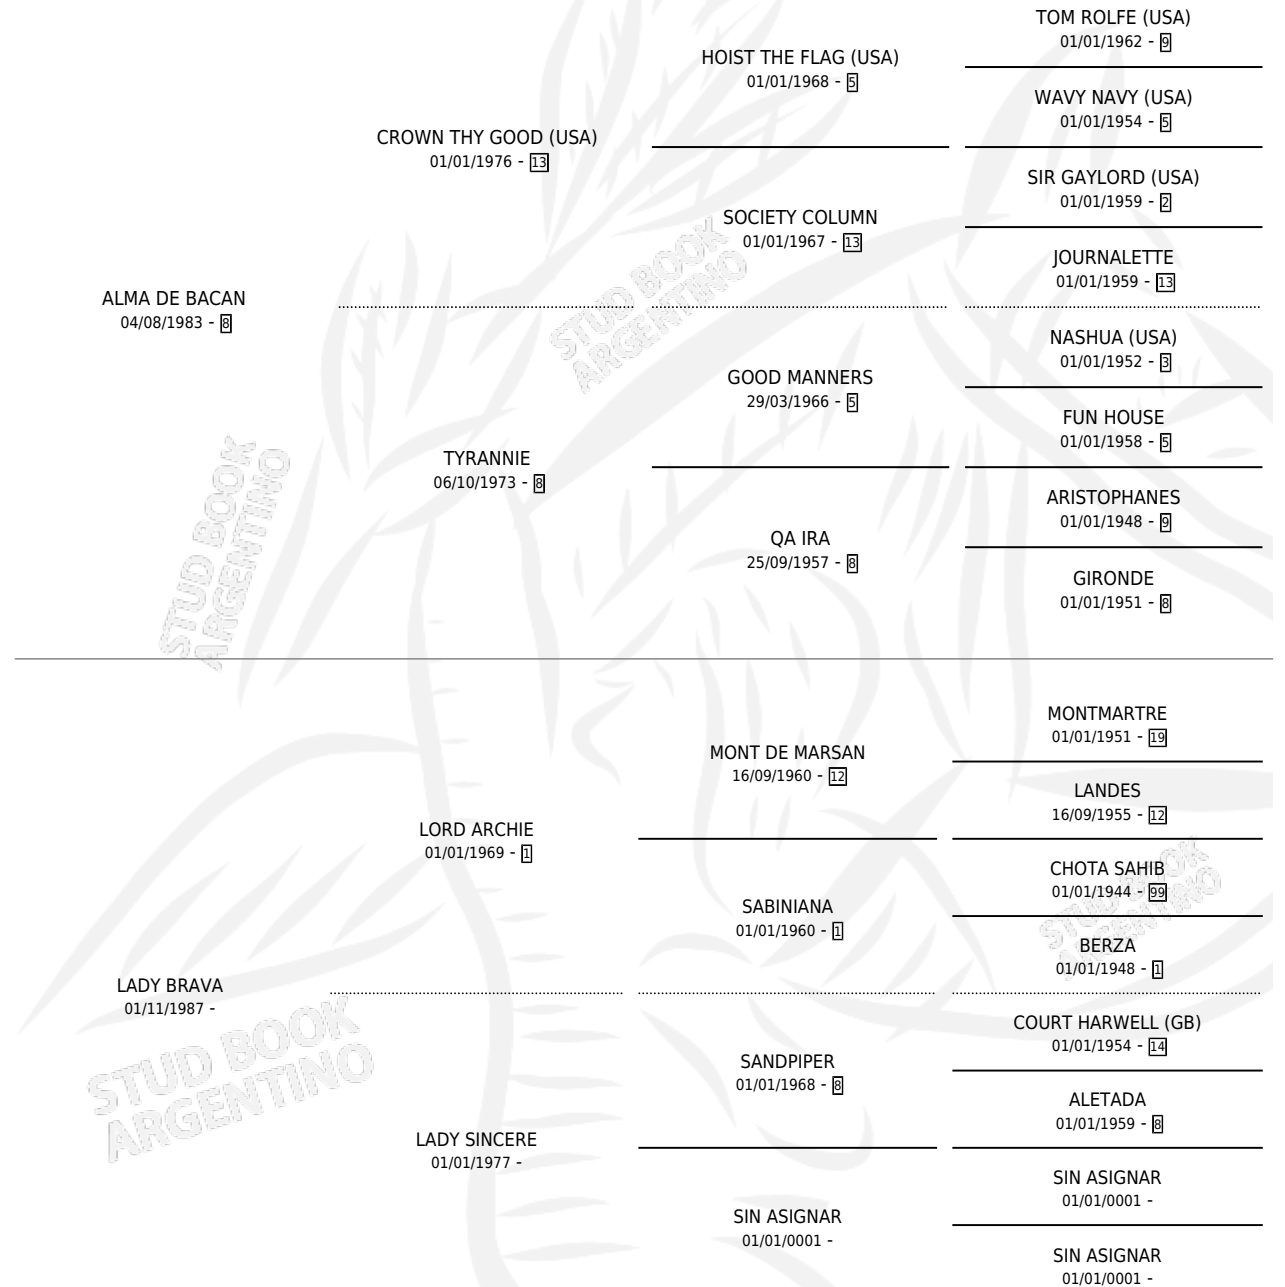 TOM ROLFE (USA)
01/01/1962 - 9
HOIST THE FLAG (USA)
01/01/1968 - 5
WAVY NAVY (USA)
01/01/1954 - 5
CROWN THY GOOD (USA)
01/01/1976 - 13
SIR GAYLORD (USA)
01/01/1959 - 2
SOCIETY COLUMN
01/01/1967 - 13
JOURNALETTE
01/01/1959 - 13
ALMA DE BACAN
04/08/1983 - 8
STUD BOOK
ARGENTINO
NASHUA (USA)
01/01/1952 - 3
GOOD MANNERS
29/03/1966 - 5
FUN HOUSE
01/01/1958 - 5
TYRANNIE
06/10/1973 - 8
ARISTOPHANES
01/01/1948 - 9
QA IRA
25/09/1957 - 8
GIRONDE
01/01/1951 - 8
STUD BOOK
ARGENTINO
MONTMARTRE
01/01/1951 - 19
MONT DE MARSAN
16/09/1960 - 12
LANDES
16/09/1955 - 12
LORD ARCHIE
01/01/1969 - 1
CHOTA SAHIB
01/01/1944 - 99
SABINIANA
01/01/1960 - 1
BERZA
01/01/1948 - 1
STUD BOOK
ARGENTINO
LADY BRAVA
01/11/1987 -
COURT HARWELL (GB)
01/01/1954 - 14
SANDPIPER
01/01/1968 - 8
ALETADA
01/01/1959 - 8
STUD BOOK
ARGENTINO
LADY SINCERE
01/01/1977 -
SIN ASIGNAR
01/01/0001 -
SIN ASIGNAR
01/01/0001 -
SIN ASIGNAR
01/01/0001 -